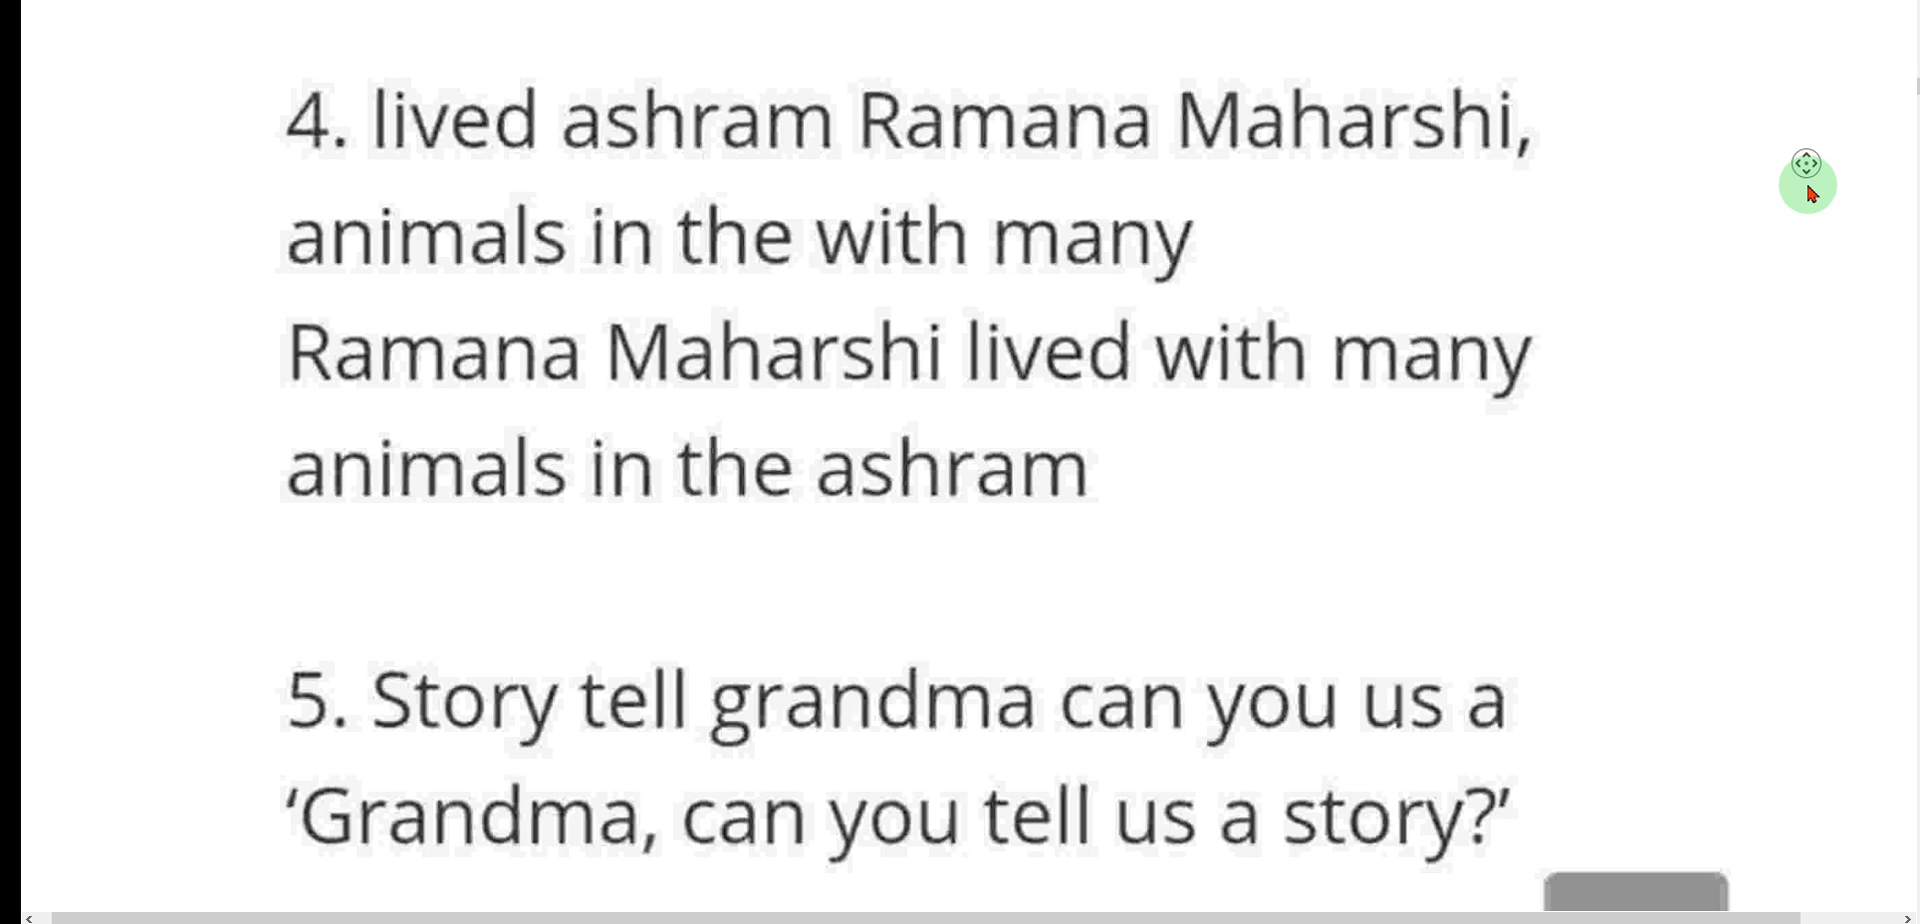 4. lived ashram Ramana Maharshi,
animals in the with many
Ramana Maharshi lived with many
animals in the ashram
5. Story tell grandma can you us a
‘Grandma, can you tell us a story?’